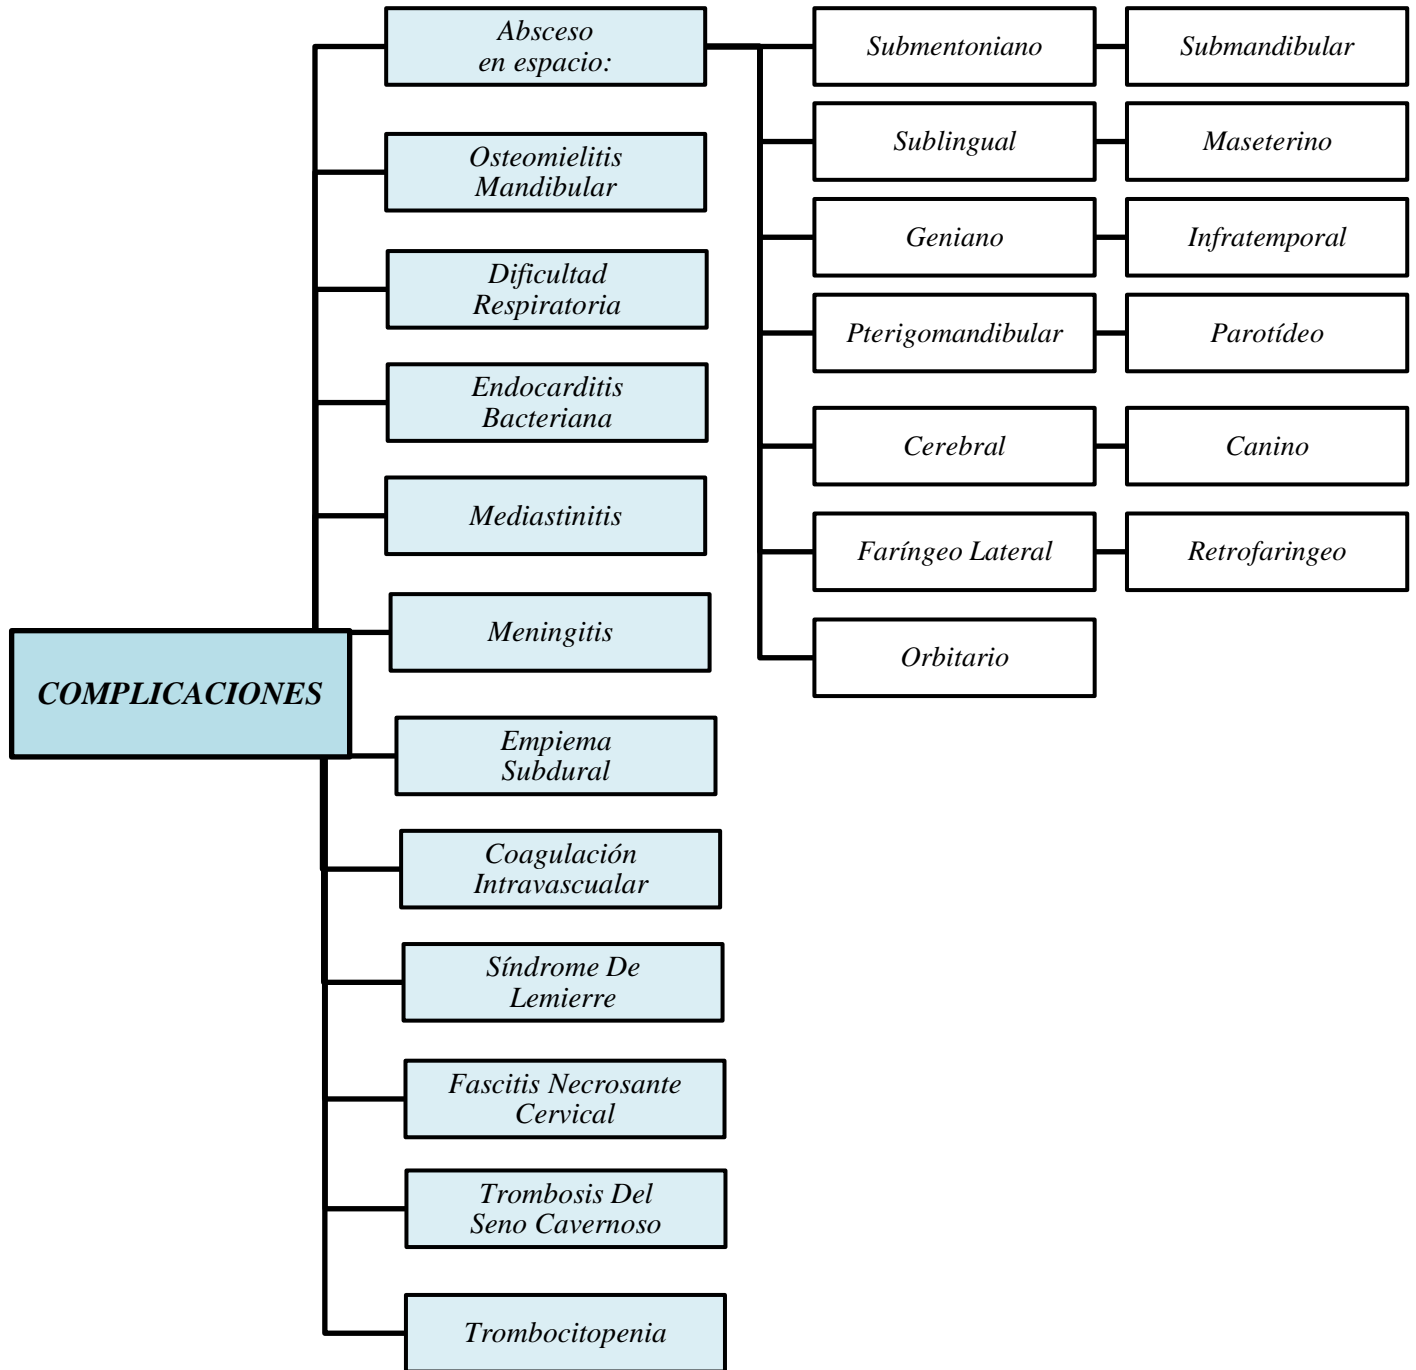 Absceso
en espacio:
Submentoniano
Submandibular
Sublingual
Maseterino
Osteomielitis
Mandibular
Geniano
Infratemporal
Dificultad
Respiratoria
Pterigomandibular
Parotídeo
Endocarditis
Bacteriana
Cerebral
Canino
Mediastinitis
Faríngeo Lateral
Retrofaringeo
Meningitis
Orbitario
COMPLICACIONES
Empiema
Subdural
Coagulación
Intravascualar
Síndrome De
Lemierre
Fascitis Necrosante
Cervical
Trombosis Del
Seno Cavernoso
Trombocitopenia